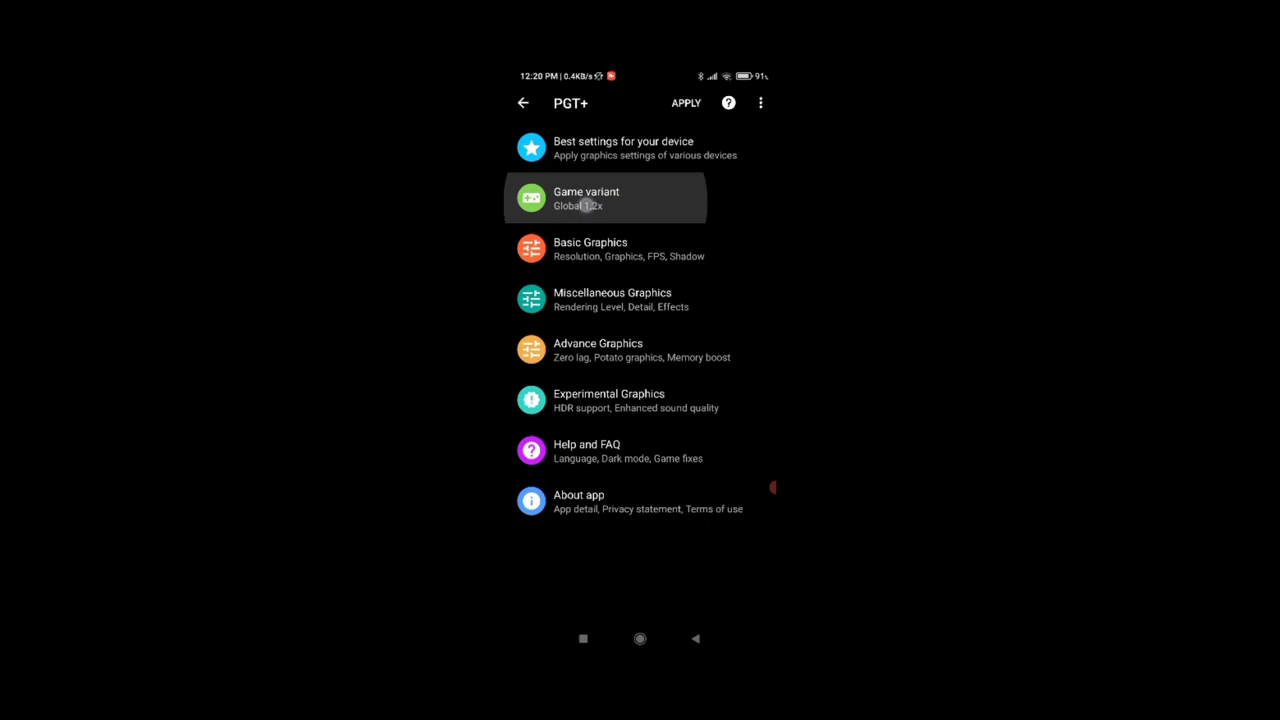 12:20 PM | 0.4KB/s 91
PGT+ APPLY ?
Best settings for your device
Apply graphics settings of various devices
Game variant
Global 1.2x
Basic Graphics
Resolution, Graphics, FPS, Shadow
Miscellaneous Graphics
Rendering Level, Detail, Effects
Advance Graphics
Zero lag, Potato graphics, Memory boost
Experimental Graphics
HDR support, Enhanced sound quality
Help and FAQ
Language, Dark mode, Game fixes
About app
App detail, Privacy statement, Terms of use